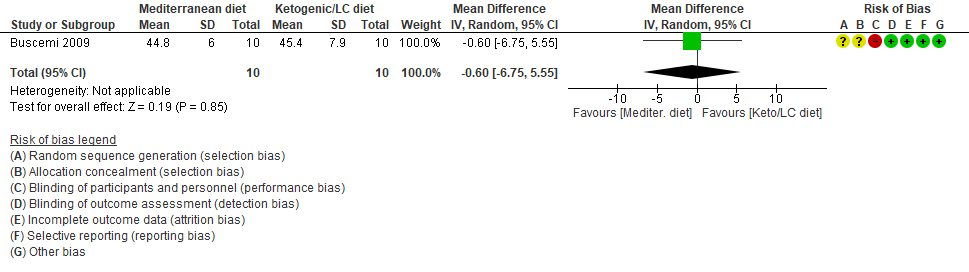 Mediterranean diet Ketogenic/LC diet Mean Difference Mean Difference Risk of Bias
Study or Subgroup Mean SD Total Mean SD Total Weight IV, Random, 95% CI IV, Random, 95% CI A B C D E F G
Buscemi 2009 44.8 6 10 45.4 7.9 10 100.0% -0.60 [-6.75, 5.55] ? ? - + + + +
Total (95% CI) 10 10 100.0% -0.60 [-6.75, 5.55]
Heterogeneity: Not applicable
Test for overall effect: Z = 0.19 (P = 0.85)
-10 -5 0 5 10
Favours [Mediter. diet] Favours [Keto/LC diet]
Risk of bias legend
(A) Random sequence generation (selection bias)
(B) Allocation concealment (selection bias)
(C) Blinding of participants and personnel (performance bias)
(D) Blinding of outcome assessment (detection bias)
(E) Incomplete outcome data (attrition bias)
(F) Selective reporting (reporting bias)
(G) Other bias